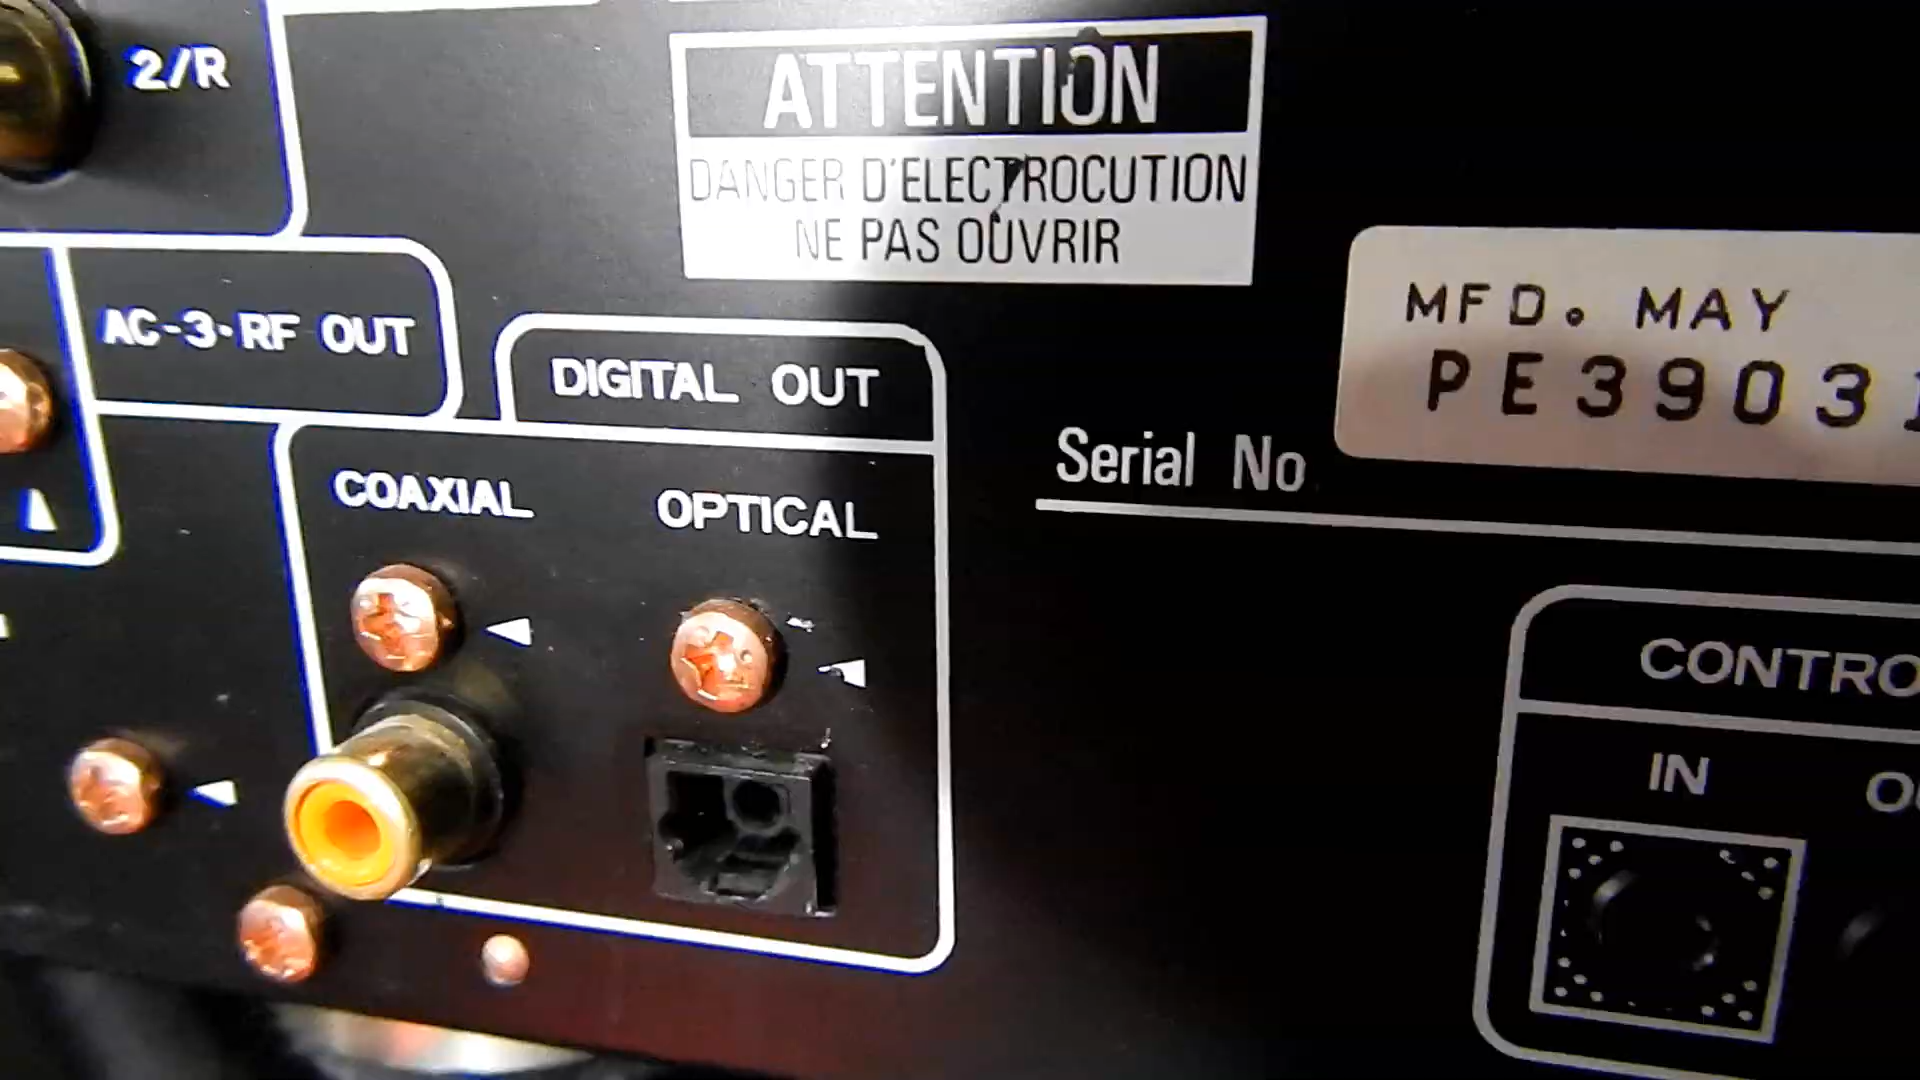 2/R
ATTENTION
DANGER D'ELECTROCUTION
NE PAS OUVRIR
AC-3·RF OUT
DIGITAL OUT
MFD. MAY
PE3903
Serial No
COAXIAL
OPTICAL
CONTRO
IN